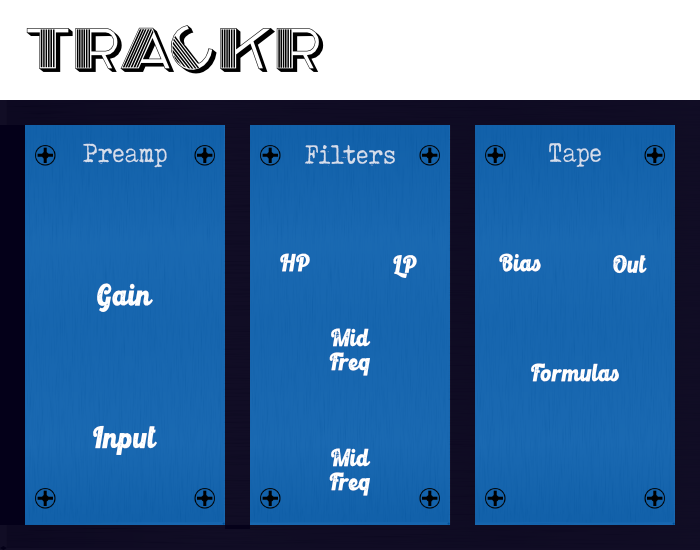 TRACKR
Preamp
Gain
Input
Filters
HP
LP
Mid
Freq
Mid
Freq
Tape
Bias
Out
Formulas